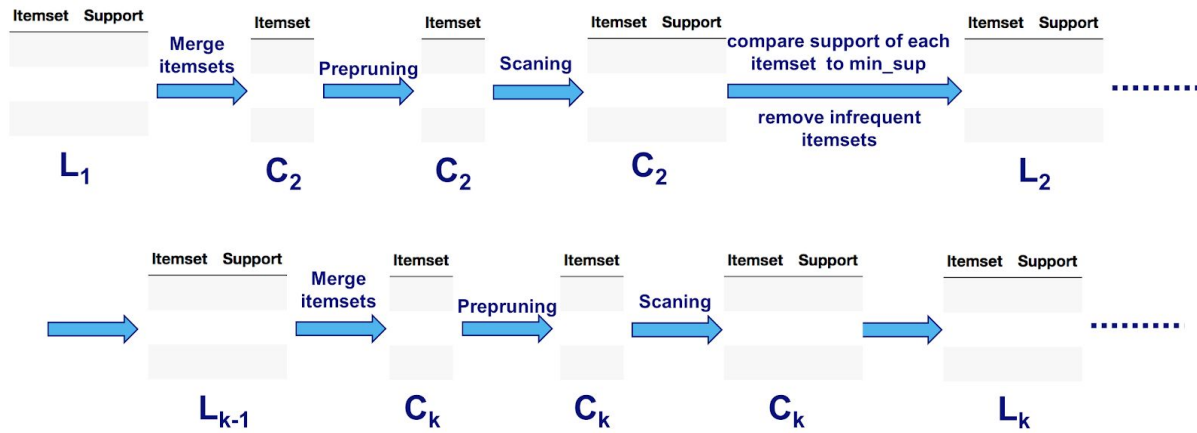 Itemset Support
Itemset
Itemset
Itemset Support
Itemset Support
Merge
itemsets
Prepruning
Scaning
compare support of each
itemset to min_sup
remove infrequent
itemsets
L1
C2
C2
C2
L2
Itemset Support
Itemset
Itemset
Itemset Support
Itemset Support
Merge
itemsets
Prepruning
Scaning
Lk-1
Ck
Ck
Ck
Lk